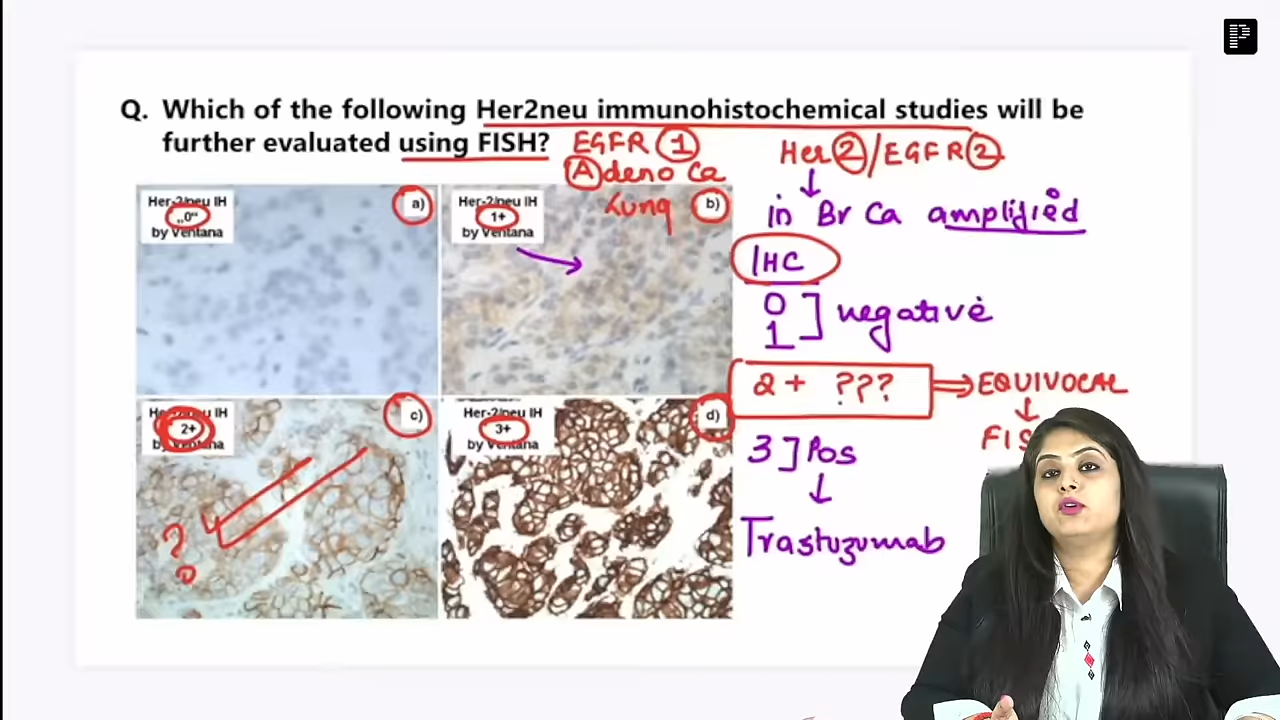 P
Q. Which of the following Her2neu immunohistochemical studies will be
further evaluated using FISH?
EGFR 1
Adeno Ca
Lung
Her 2/EGFR 2
in Br Ca amplified
IHC
0
1
negative
2+ ???
EQUIVOCAL
3] Pos
Trastuzumab
Her-2/neu IH
"0"
by Ventana
a)
Her-2/neu IH
1+
by Ventana
b)
2+
c)
?
Her-2/neu IH
3+
d)